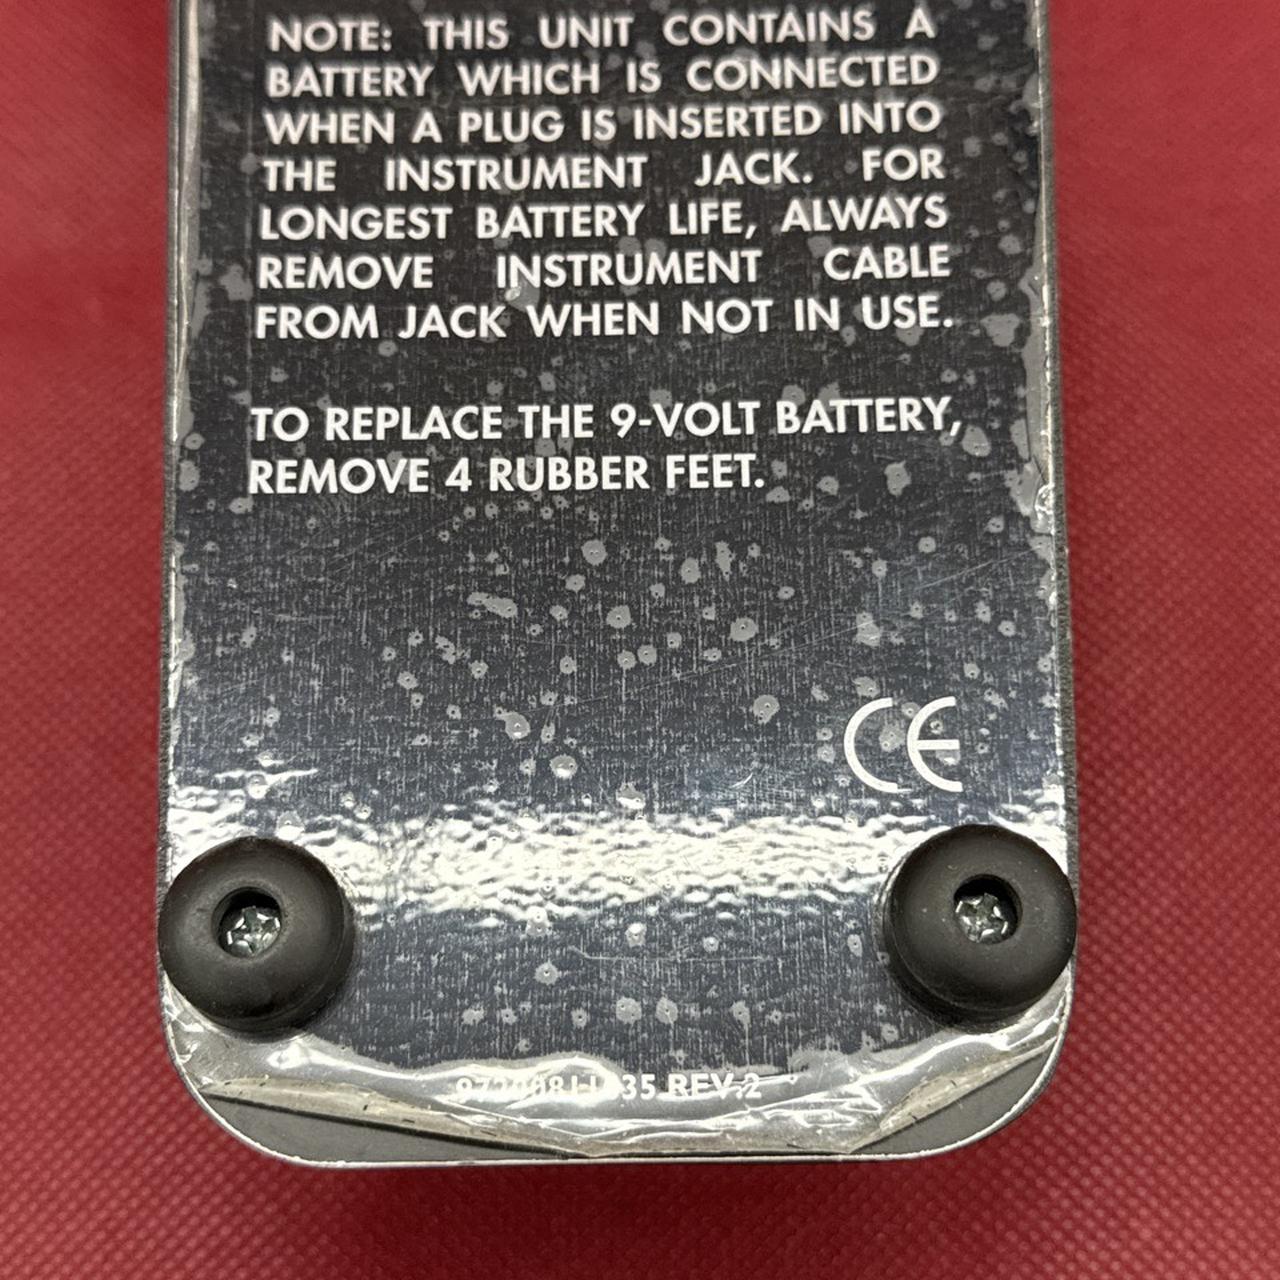 NOTE: THIS UNIT CONTAINS A
BATTERY WHICH IS CONNECTED
WHEN A PLUG IS INSERTED INTO
THE INSTRUMENT JACK. FOR
LONGEST BATTERY LIFE, ALWAYS
REMOVE INSTRUMENT CABLE
FROM JACK WHEN NOT IN USE.
TO REPLACE THE 9-VOLT BATTERY,
REMOVE 4 RUBBER FEET.
CE
REV.2